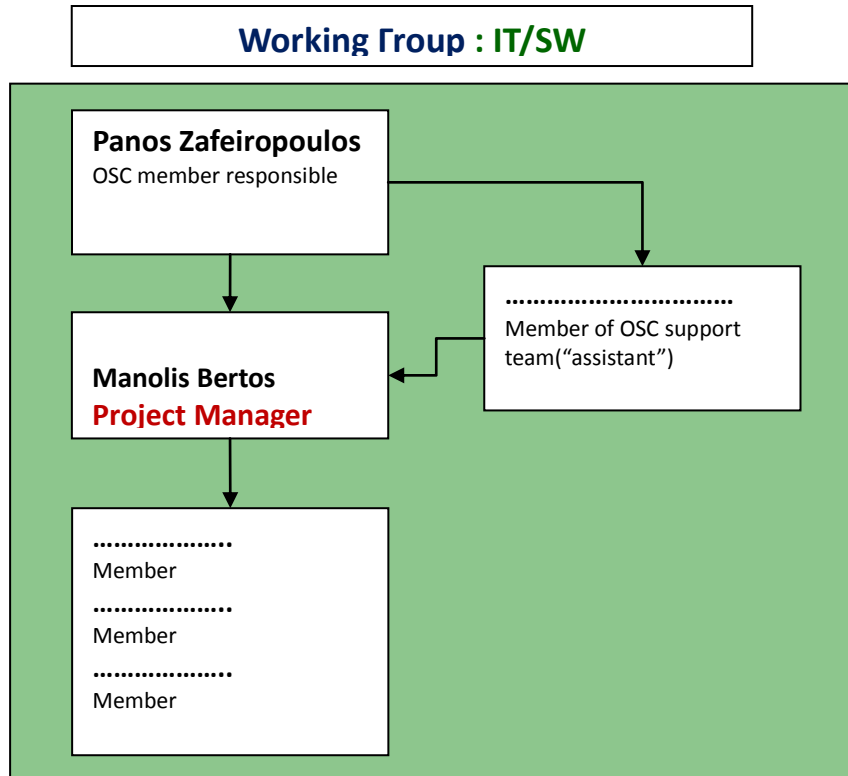 Working Γroup : IT/SW
Panos Zafeiropoulos
OSC member responsible
……………………………
Member of OSC support
team(“assistant”)
Manolis Bertos
Project Manager
………………..
Member
………………..
Member
………………..
Member